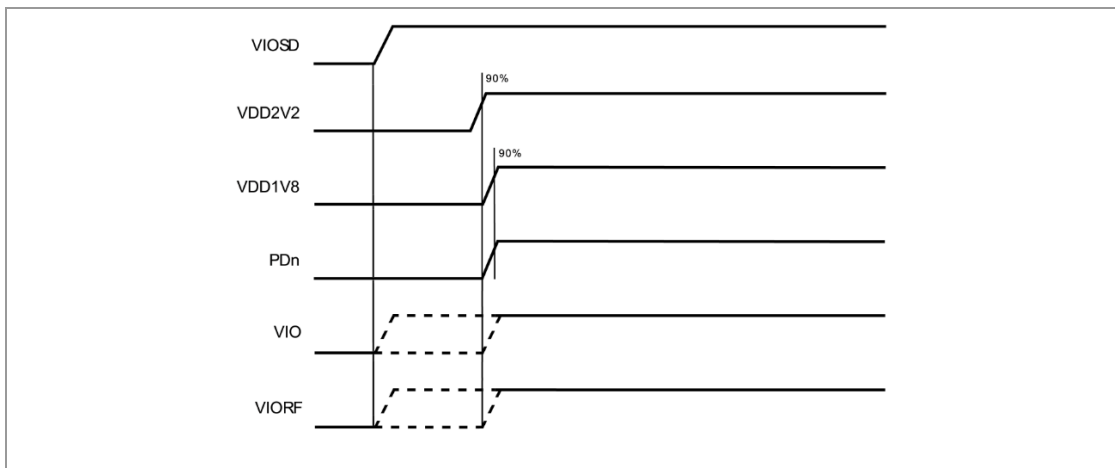 VIOSD
90%
VDD2V2
90%
VDD1V8
PDn
VIO
VIORF